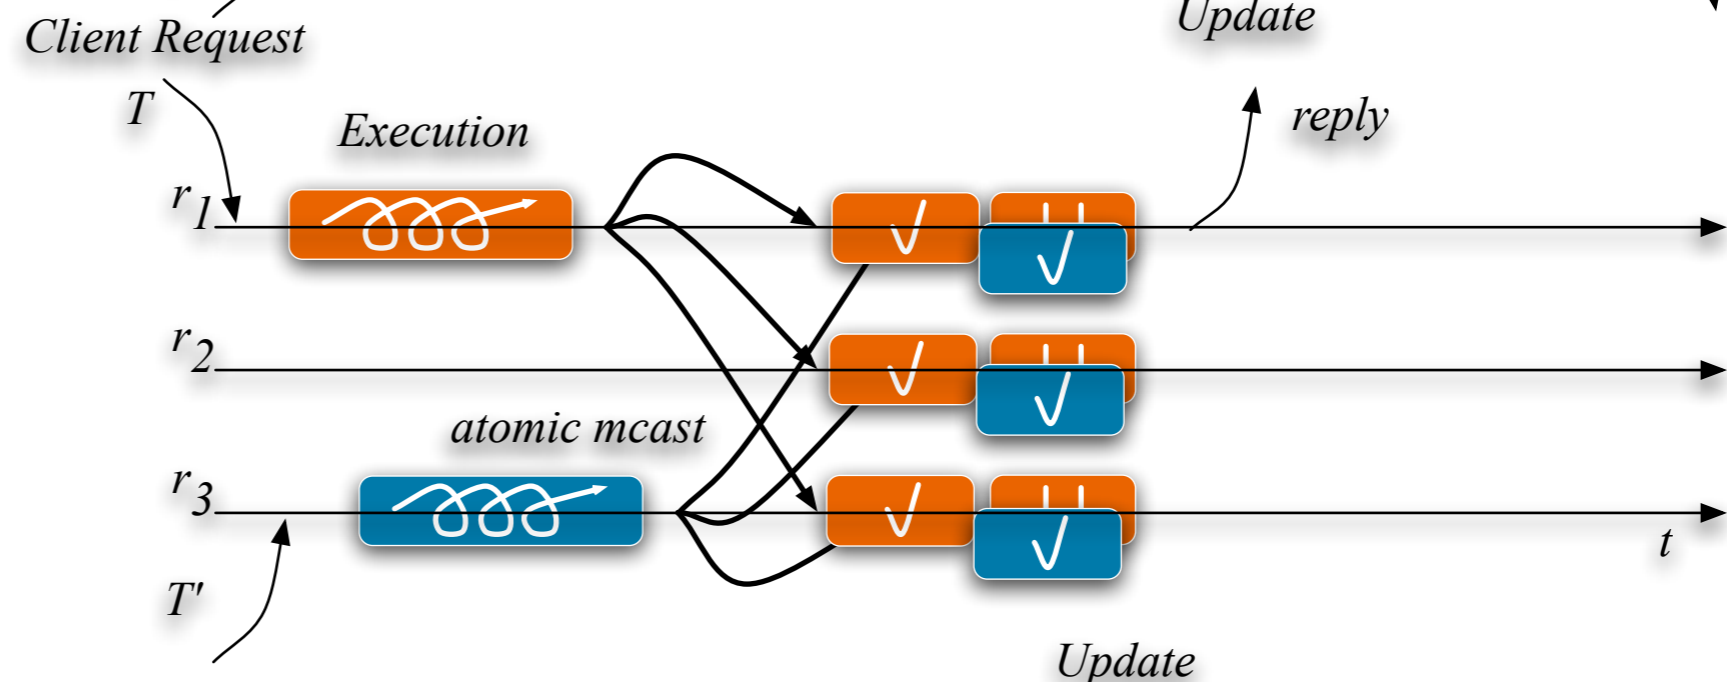 Update
Client Request
T
reply
Execution
r1
r2
atomic mcast
r3
t
T'
Update